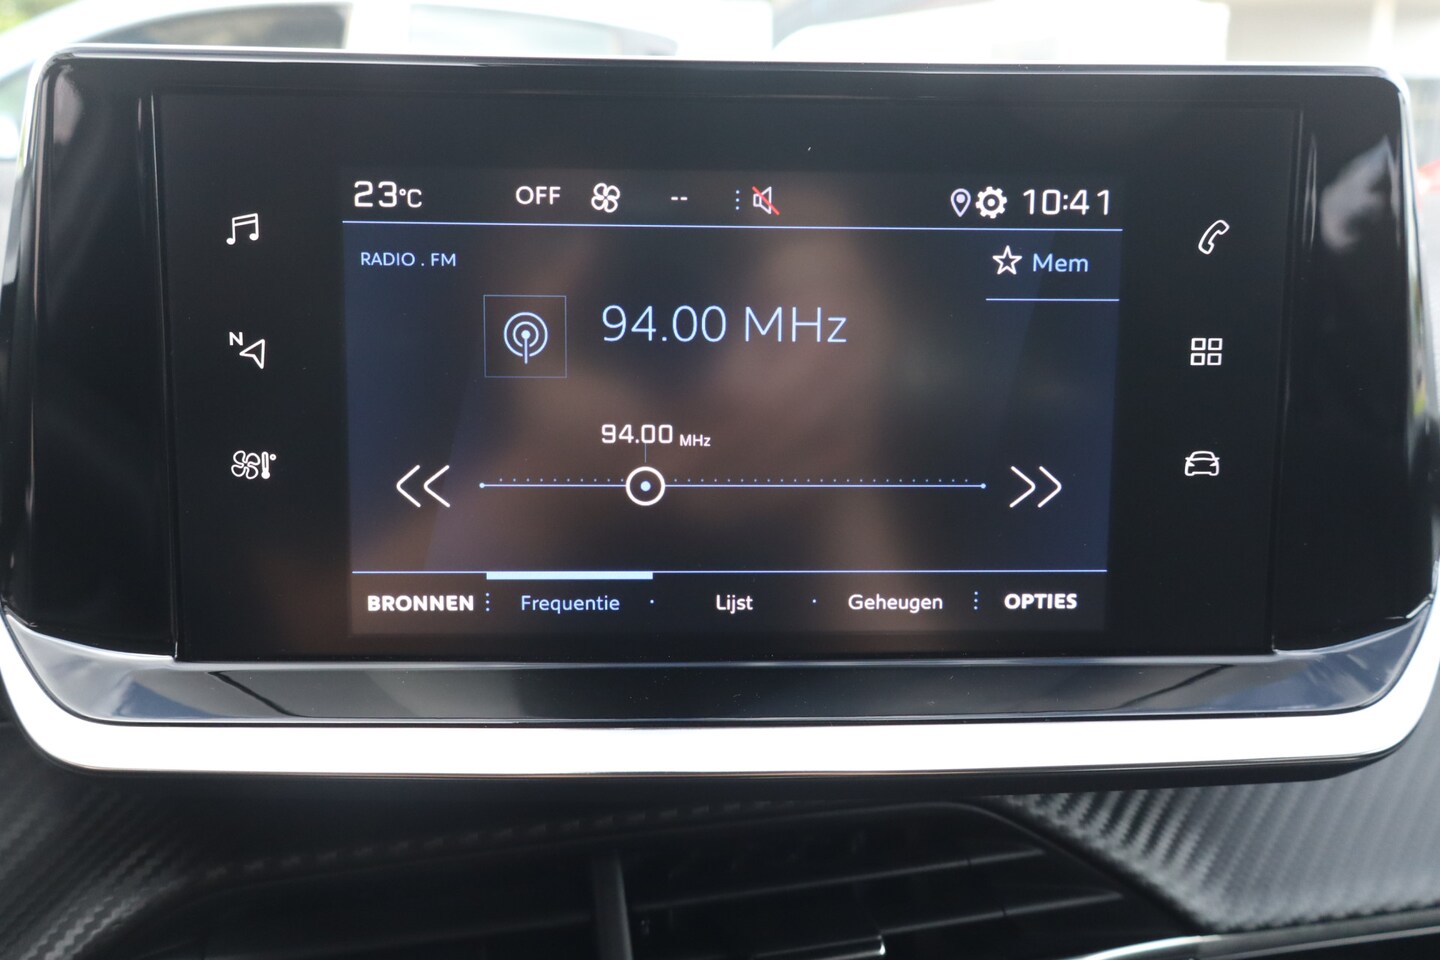 23°C OFF -- 10:41
RADIO . FM
Mem
94.00 MHz
N
94.00 MHz
BRONNEN Frequentie Lijst Geheugen OPTIES